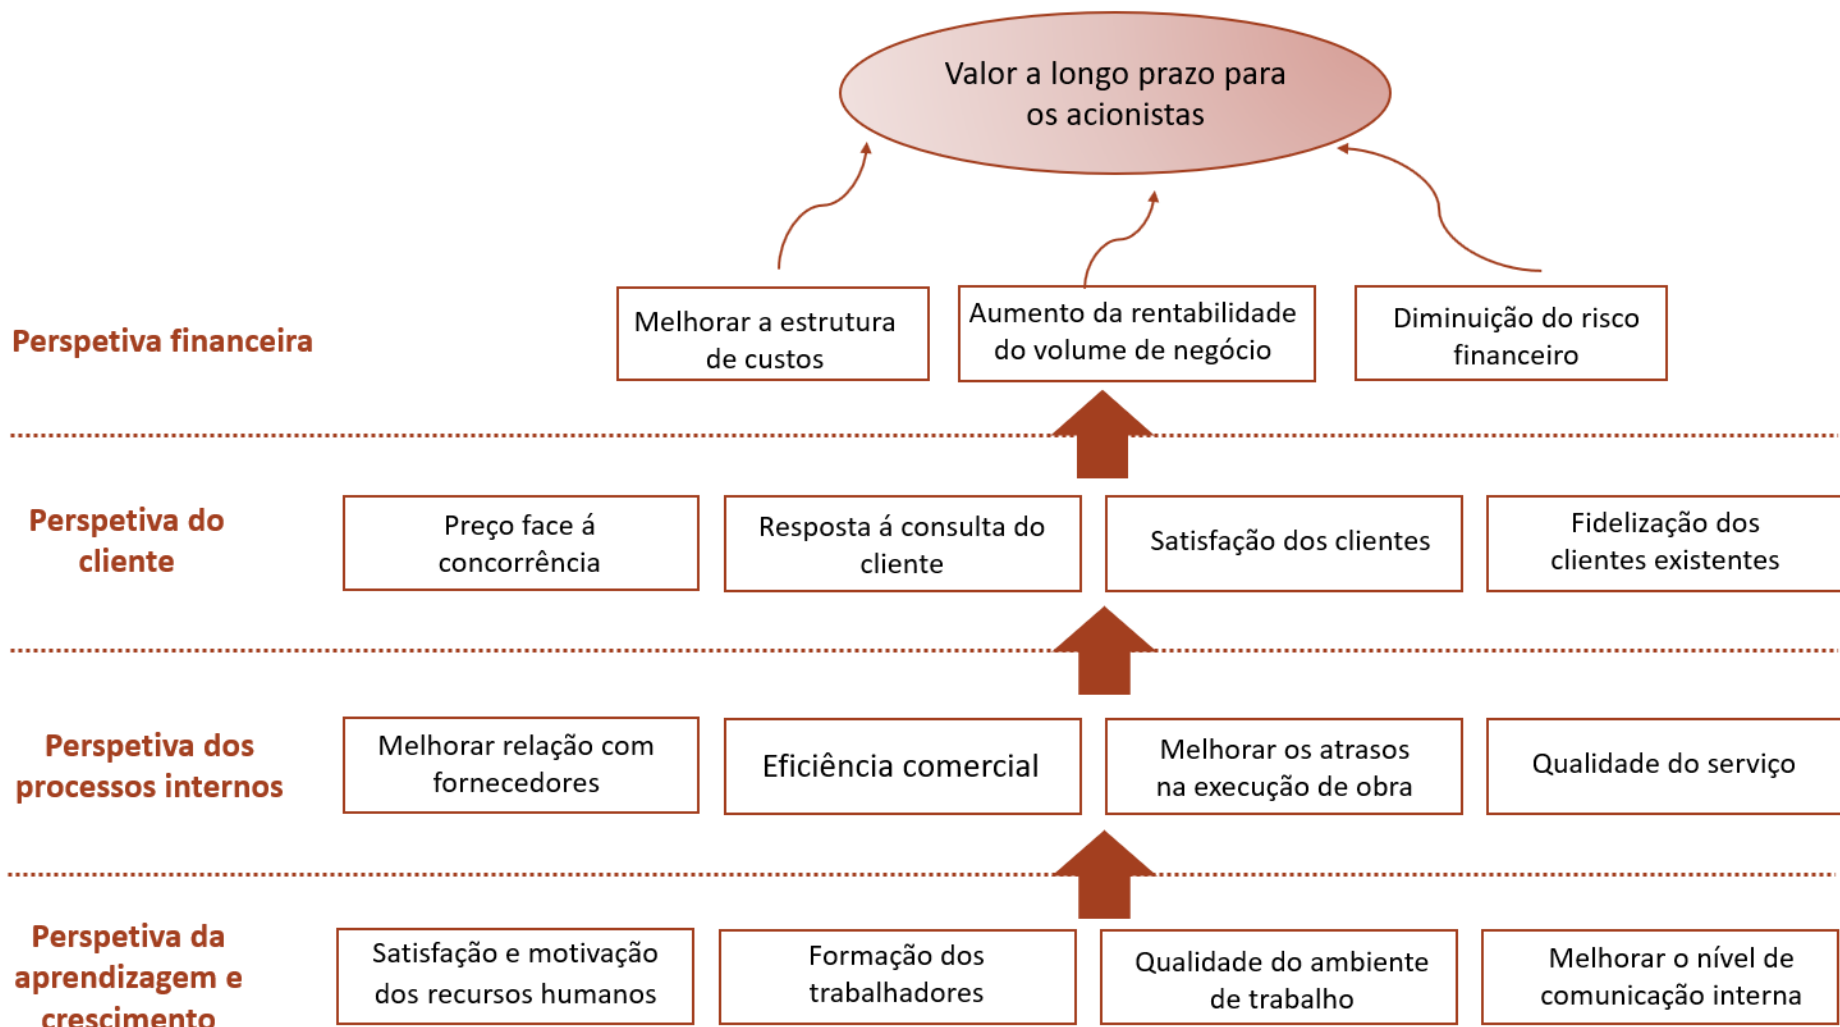 Valor a longo prazo para
os acionistas
Perspetiva financeira
Melhorar a estrutura
de custos
Aumento da rentabilidade
do volume de negócio
Diminuição do risco
financeiro
Perspetiva do
cliente
Preço face á
concorrência
Resposta á consulta do
cliente
Satisfação dos clientes
Fidelização dos
clientes existentes
Perspetiva dos
processos internos
Melhorar relação com
fornecedores
Eficiência comercial
Melhorar os atrasos
na execução de obra
Qualidade do serviço
Perspetiva da
aprendizagem e
crescimento
Satisfação e motivação
dos recursos humanos
Formação dos
trabalhadores
Qualidade do ambiente
de trabalho
Melhorar o nível de
comunicação interna